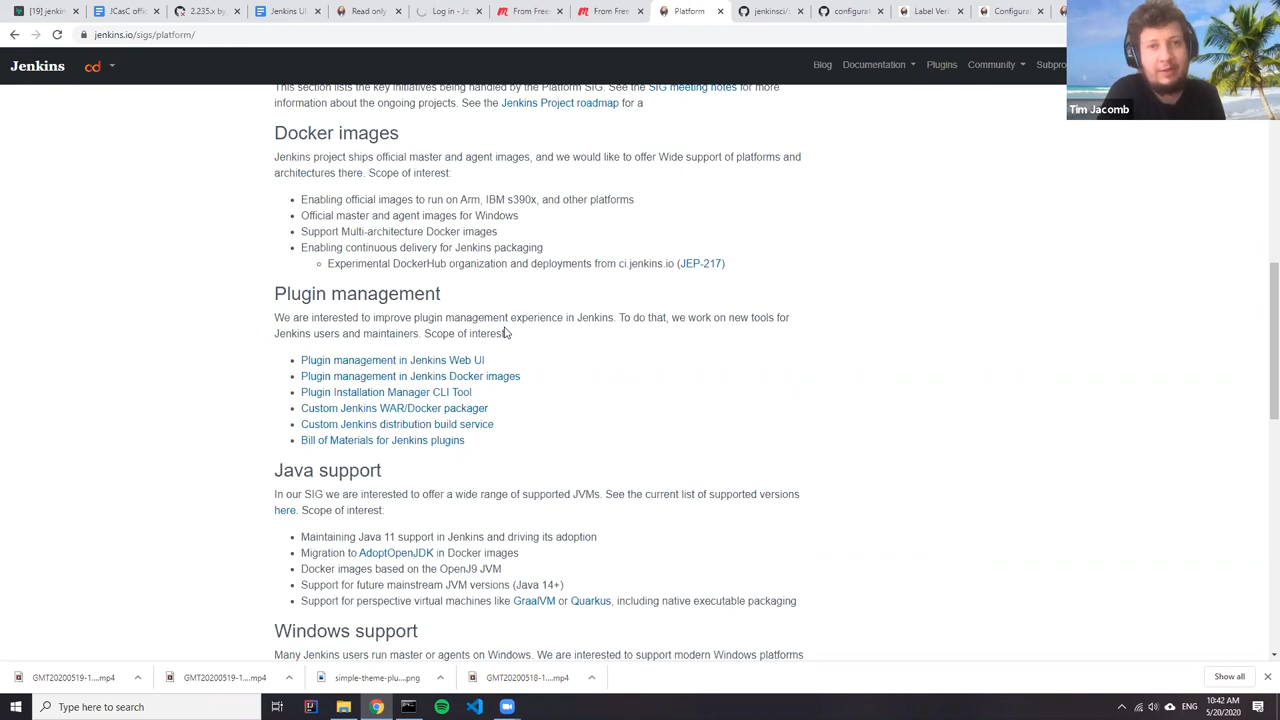 [19] jenkin
JCasC offic
2.235.x by
Jenkins UI
Read only
Log in - Je
From Free
From Free
Platform
jenkinsci/c
configurat
Label Vers
Configurat
jenkins.io/sigs/platform/
Jenkins
cd
Blog
Documentation
Plugins
Community
Subpro
Tim Jacomb
This section lists the key initiatives being handled by the Platform SIG. See the SIG meeting notes for more
information about the ongoing projects. See the Jenkins Project roadmap for a
Docker images
Jenkins project ships official master and agent images, and we would like to offer Wide support of platforms and
architectures there. Scope of interest:
Enabling official images to run on Arm, IBM s390x, and other platforms
Official master and agent images for Windows
Support Multi-architecture Docker images
Enabling continuous delivery for Jenkins packaging
Experimental DockerHub organization and deployments from ci.jenkins.io (JEP-217)
Plugin management
We are interested to improve plugin management experience in Jenkins. To do that, we work on new tools for
Jenkins users and maintainers. Scope of interest:
Plugin management in Jenkins Web UI
Plugin management in Jenkins Docker images
Plugin Installation Manager CLI Tool
Custom Jenkins WAR/Docker packager
Custom Jenkins distribution build service
Bill of Materials for Jenkins plugins
Java support
In our SIG we are interested to offer a wide range of supported JVMs. See the current list of supported versions
here. Scope of interest:
Maintaining Java 11 support in Jenkins and driving its adoption
Migration to AdoptOpenJDK in Docker images
Docker images based on the OpenJ9 JVM
Support for future mainstream JVM versions (Java 14+)
Support for perspective virtual machines like GraalVM or Quarkus, including native executable packaging
Windows support
Many Jenkins users run master or agents on Windows. We are interested to support modern Windows platforms
GMT20200519-1....mp4
GMT20200519-1....mp4
simple-theme-plu....png
GMT20200518-1....mp4
Show all
Type here to search
ENG
10:42 AM
5/20/2020